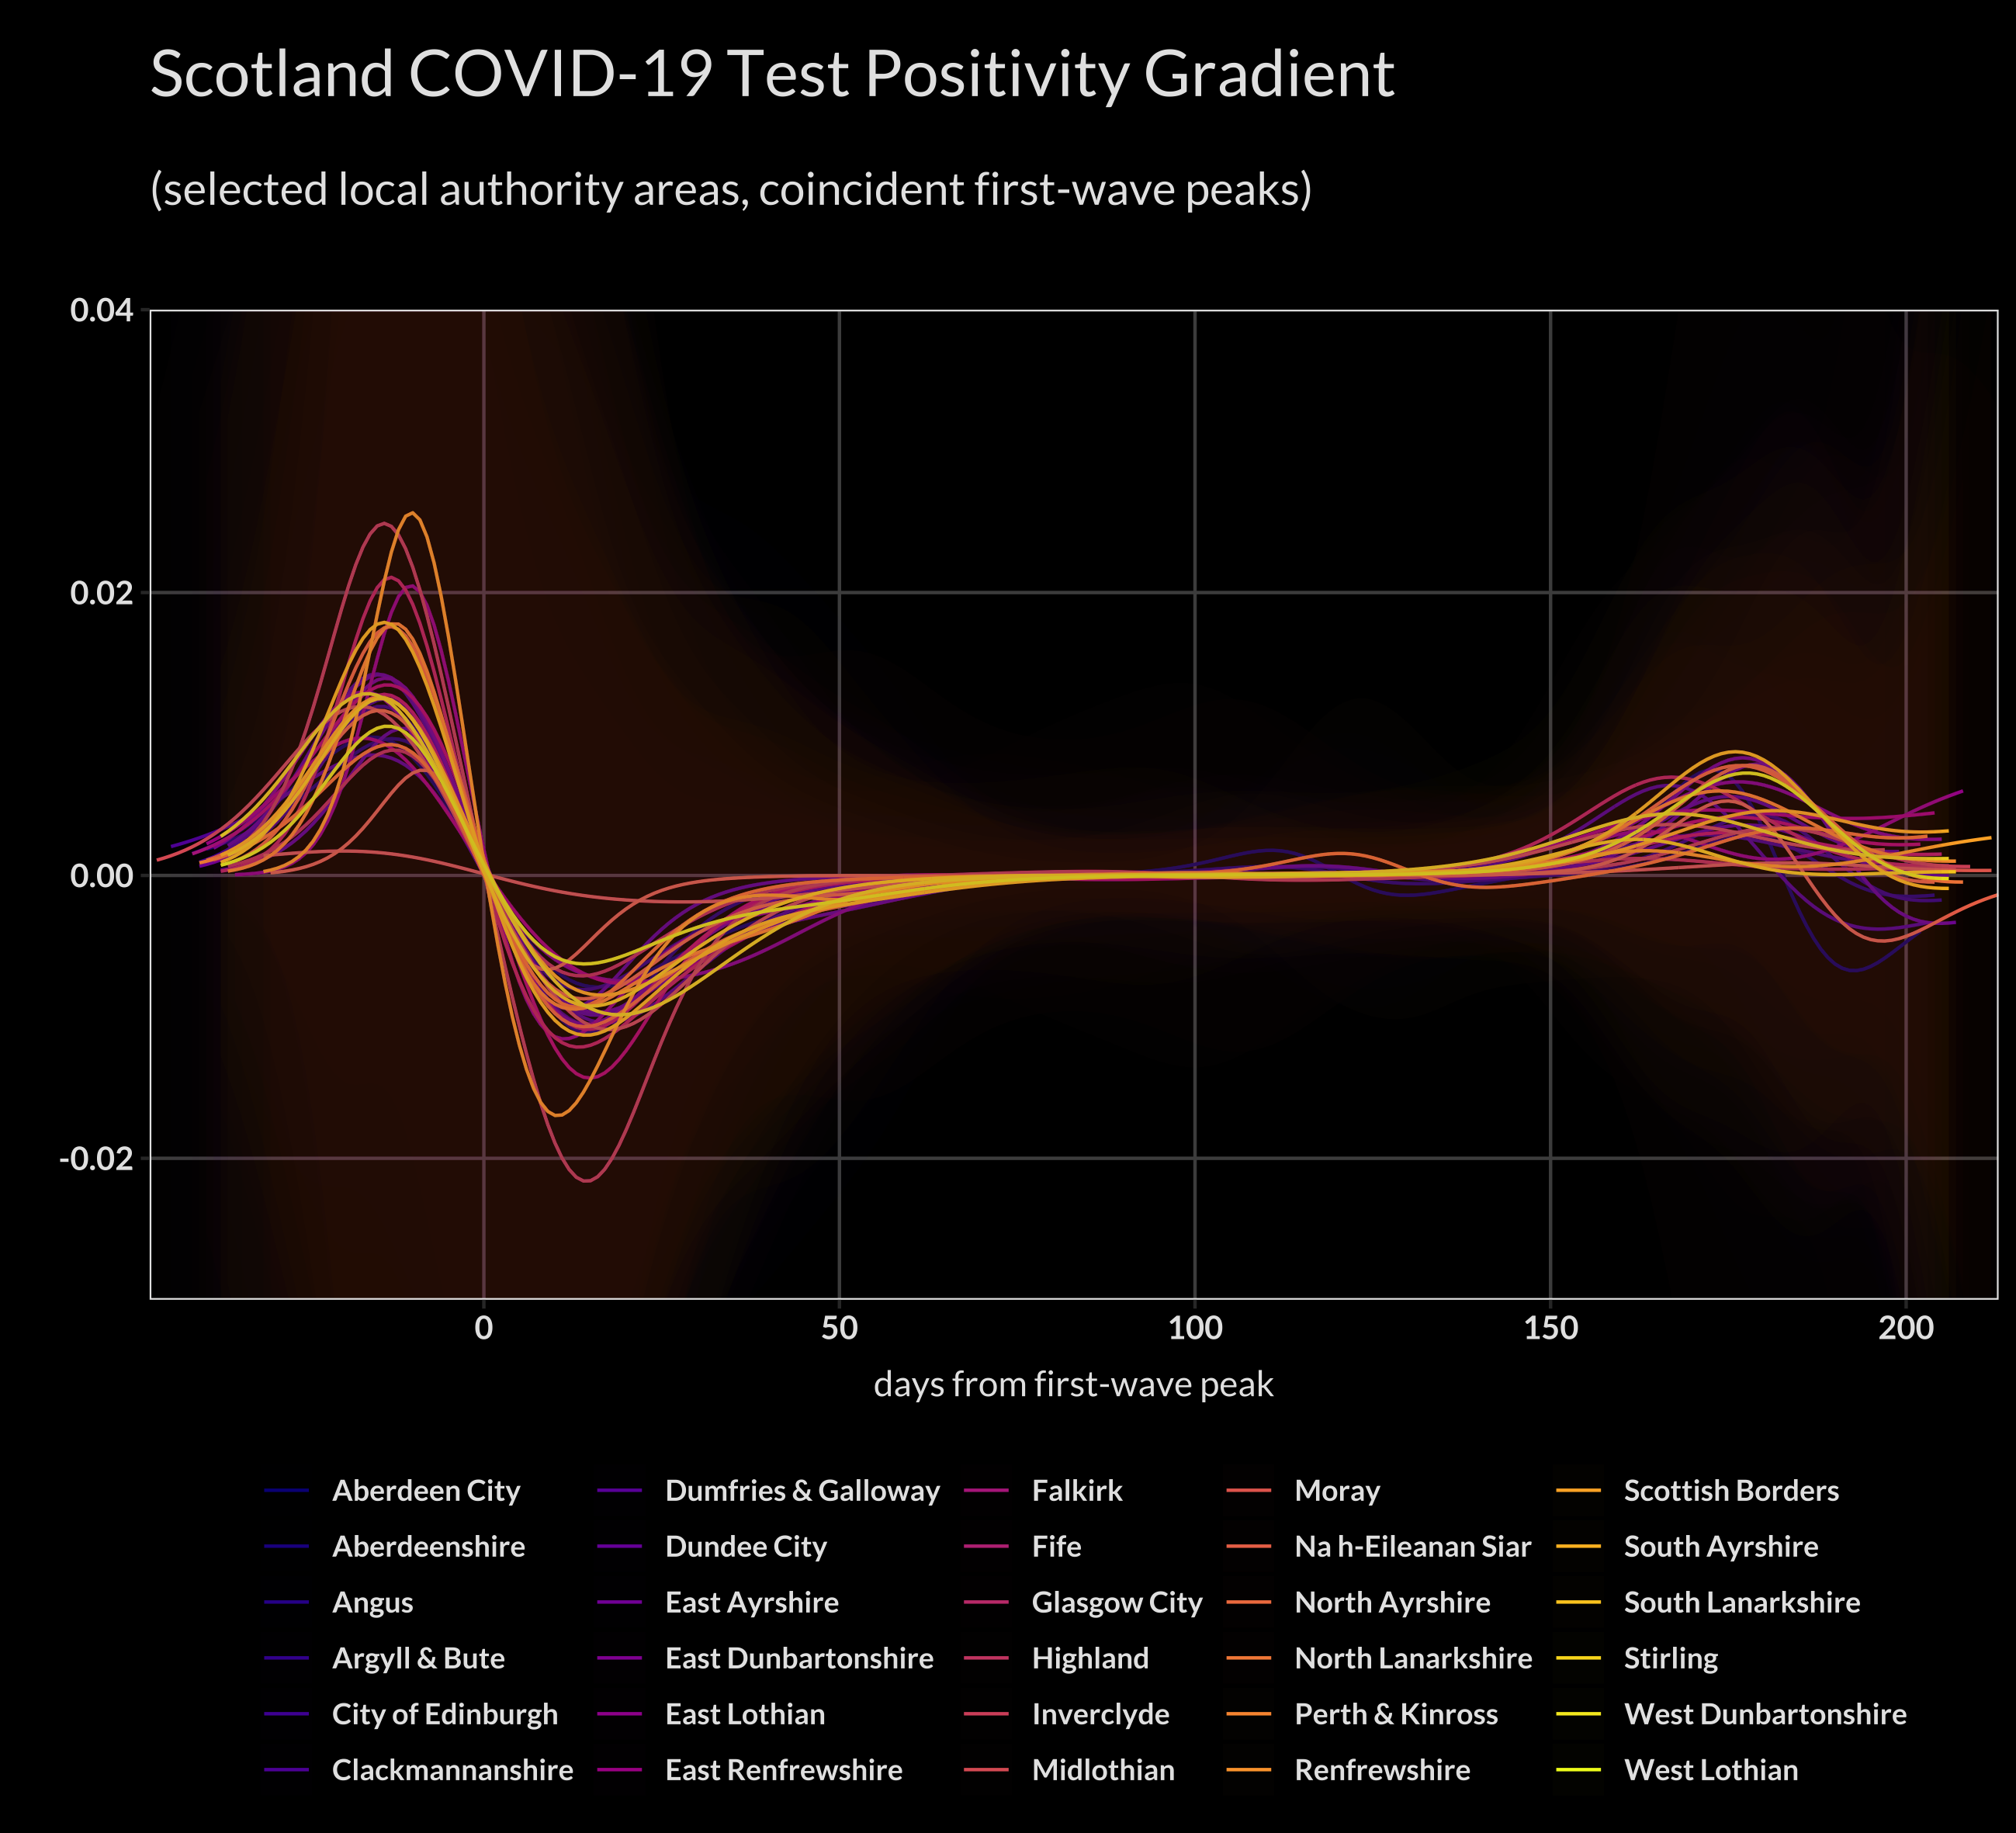 Scotland COVID-19 Test Positivity Gradient
(selected local authority areas, coincident first-wave peaks)
0.04
0.02
0.00
-0.02
0 50 100 150 200
days from first-wave peak
Aberdeen City Dumfries & Galloway Falkirk Moray Scottish Borders
Aberdeenshire Dundee City Fife Na h-Eileanan Siar South Ayrshire
Angus East Ayrshire Glasgow City North Ayrshire South Lanarkshire
Argyll & Bute East Dunbartonshire Highland North Lanarkshire Stirling
City of Edinburgh East Lothian Inverclyde Perth & Kinross West Dunbartonshire
Clackmannanshire East Renfrewshire Midlothian Renfrewshire West Lothian